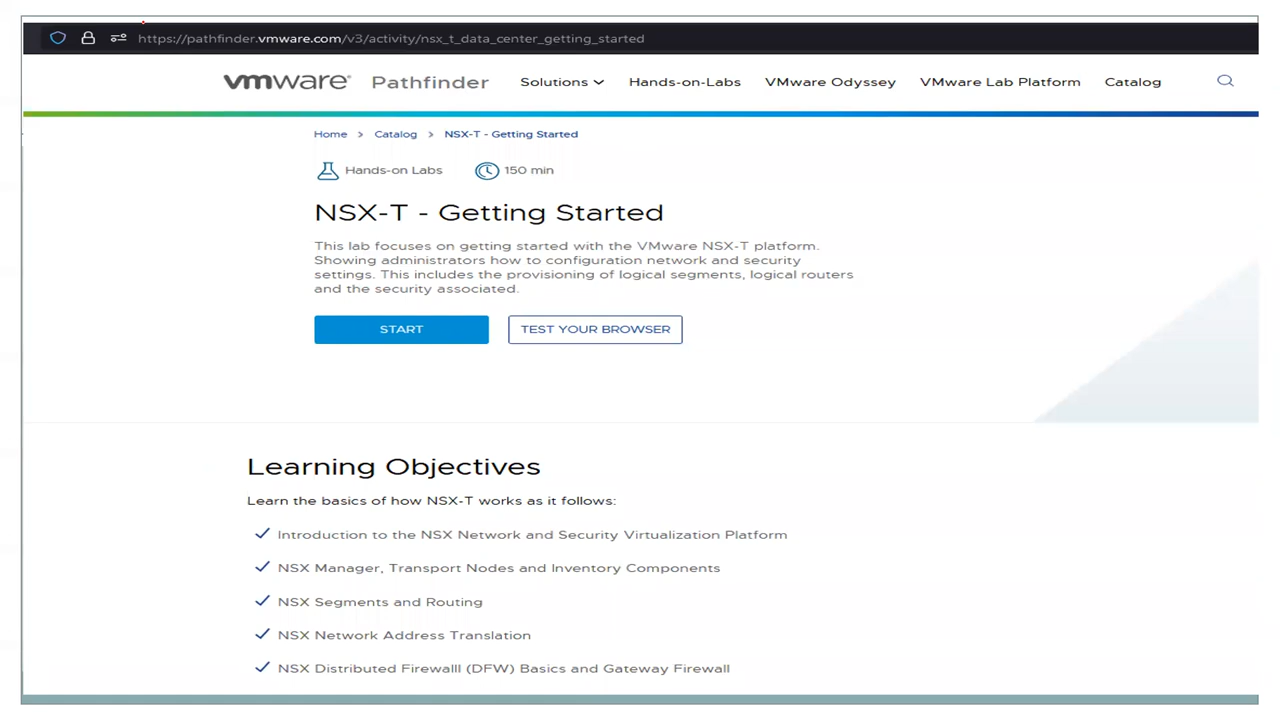 https://pathfinder.vmware.com/v3/activity/nsx_t_data_center_getting_started
vmware® Pathfinder Solutions Hands-on-Labs VMware Odyssey VMware Lab Platform Catalog
Home > Catalog > NSX-T - Getting Started
Hands-on Labs 150 min
NSX-T - Getting Started
This lab focuses on getting started with the VMware NSX-T platform.
Showing administrators how to configuration network and security
settings. This includes the provisioning of logical segments, logical routers
and the security associated.
START TEST YOUR BROWSER
Learning Objectives
Learn the basics of how NSX-T works as it follows:
Introduction to the NSX Network and Security Virtualization Platform
NSX Manager, Transport Nodes and Inventory Components
NSX Segments and Routing
NSX Network Address Translation
NSX Distributed Firewalll (DFW) Basics and Gateway Firewall